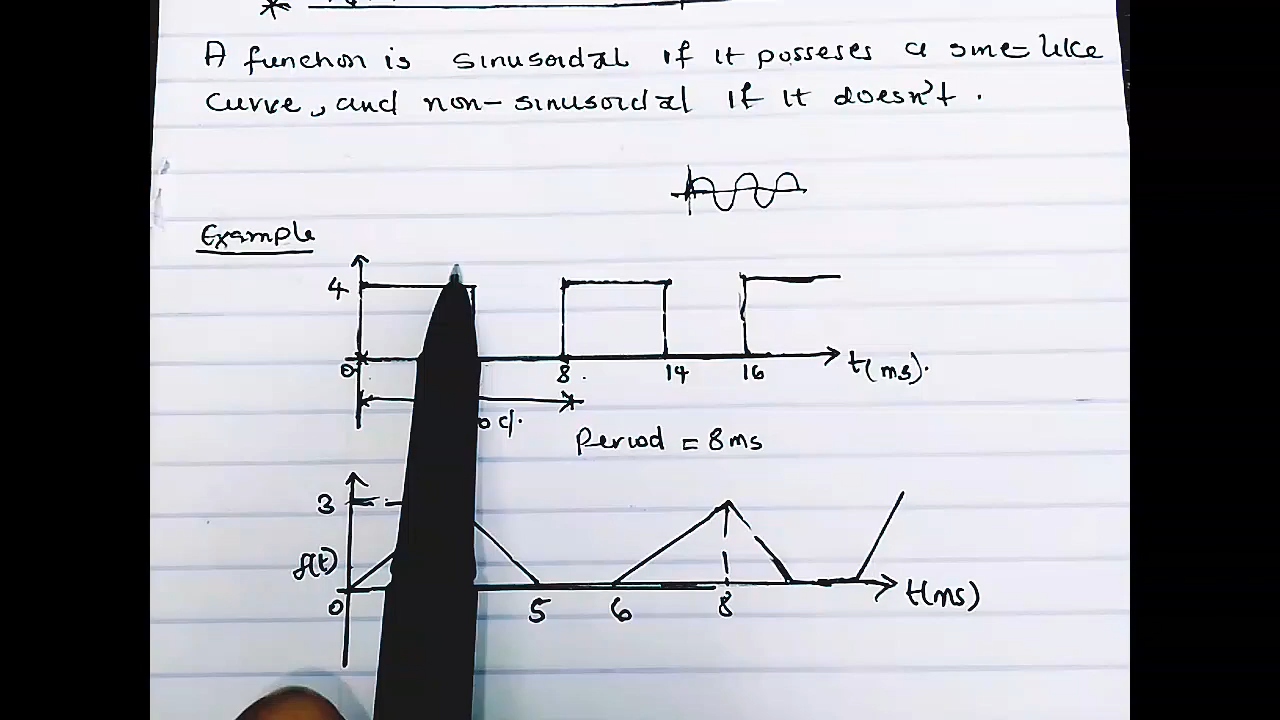 A function is sinusoidal if it posseses a sine-like
curve, and non-sinusoidal if it doesn't.
Example
4
0 8. 14 16 t(ms).
Period = 8ms
3
f(t)
0 5 6 8 t(ms)